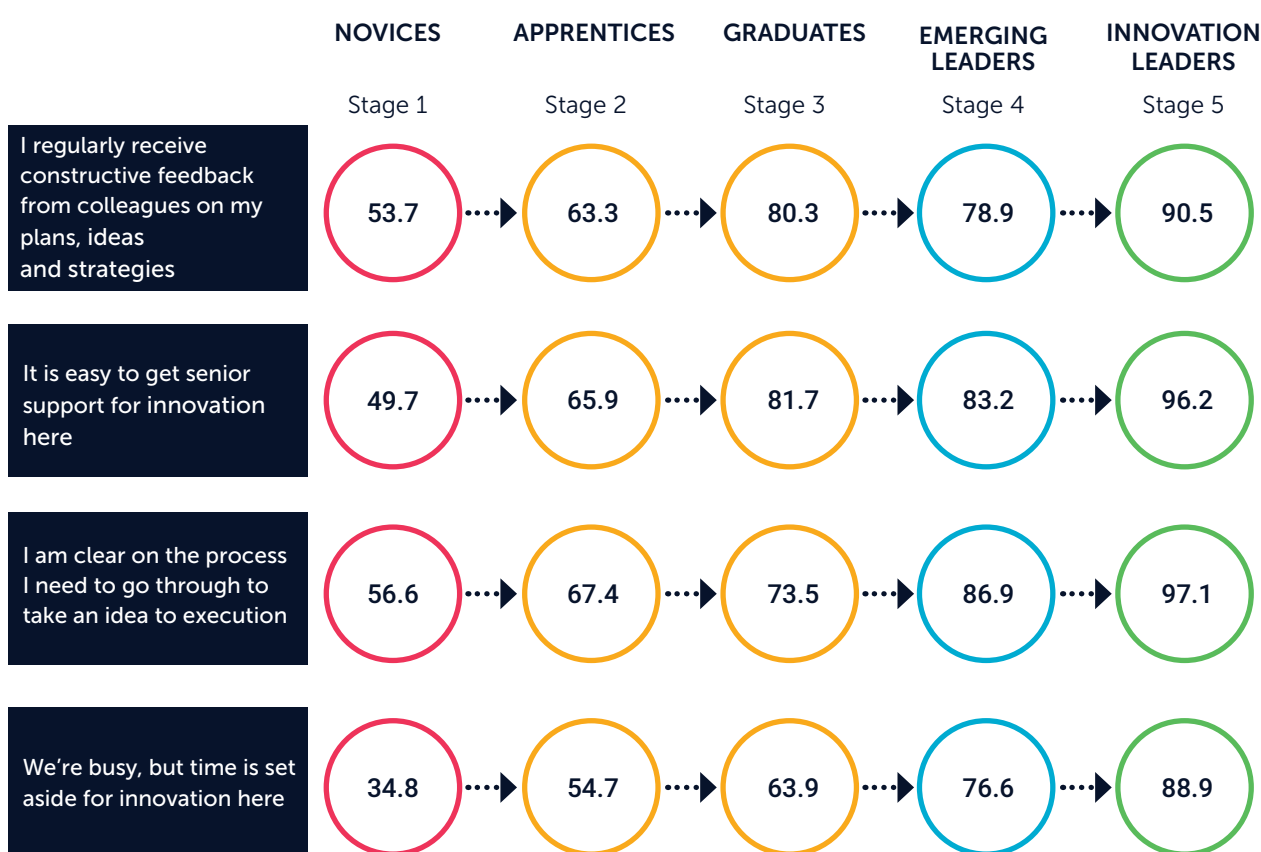 NOVICES
APPRENTICES
GRADUATES
EMERGING
LEADERS
INNOVATION
LEADERS
Stage 1
Stage 2
Stage 3
Stage 4
Stage 5
I regularly receive
constructive feedback
from colleagues on my
plans, ideas
and strategies
53.7
63.3
80.3
78.9
90.5
It is easy to get senior
support for innovation
here
49.7
65.9
81.7
83.2
96.2
I am clear on the process
I need to go through to
take an idea to execution
56.6
67.4
73.5
86.9
97.1
We’re busy, but time is set
aside for innovation here
34.8
54.7
63.9
76.6
88.9